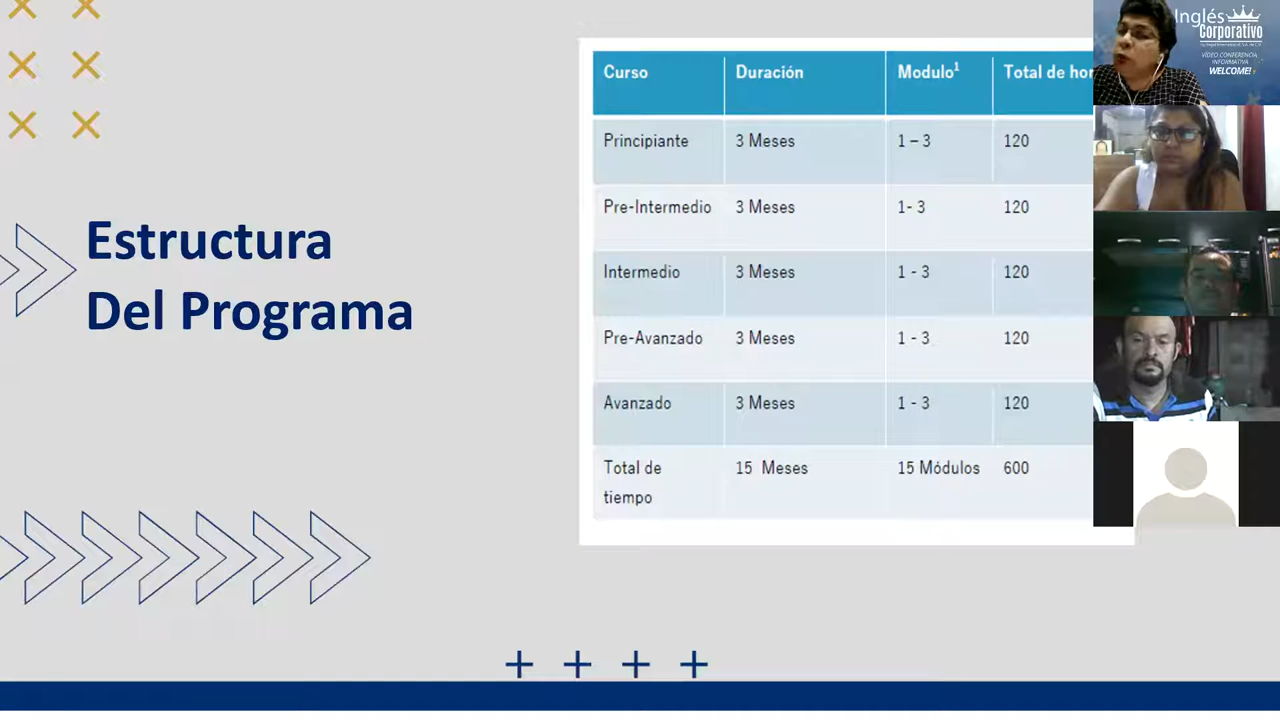 Estructura
Del Programa
Curso Duración Modulo¹ Total de hor
Principiante 3 Meses 1 – 3 120
Pre-Intermedio 3 Meses 1- 3 120
Intermedio 3 Meses 1 - 3 120
Pre-Avanzado 3 Meses 1 - 3 120
Avanzado 3 Meses 1 - 3 120
Total de tiempo 15 Meses 15 Módulos 600
Inglés
Corporativo
VÍDEO CONFERENCIA
INFORMATIVA
WELCOME!